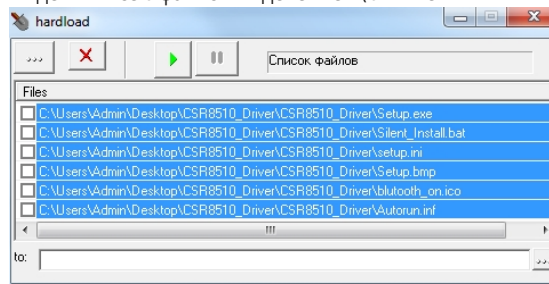 hardload
...
Список файлов
Files
C:\Users\Admin\Desktop\CSR8510_Driver\CSR8510_Driver\Setup.exe
C:\Users\Admin\Desktop\CSR8510_Driver\CSR8510_Driver\Silent_Install.bat
C:\Users\Admin\Desktop\CSR8510_Driver\CSR8510_Driver\setup.ini
C:\Users\Admin\Desktop\CSR8510_Driver\CSR8510_Driver\Setup.bmp
C:\Users\Admin\Desktop\CSR8510_Driver\CSR8510_Driver\blutooth_on.ico
C:\Users\Admin\Desktop\CSR8510_Driver\CSR8510_Driver\Autorun.inf
to:
...